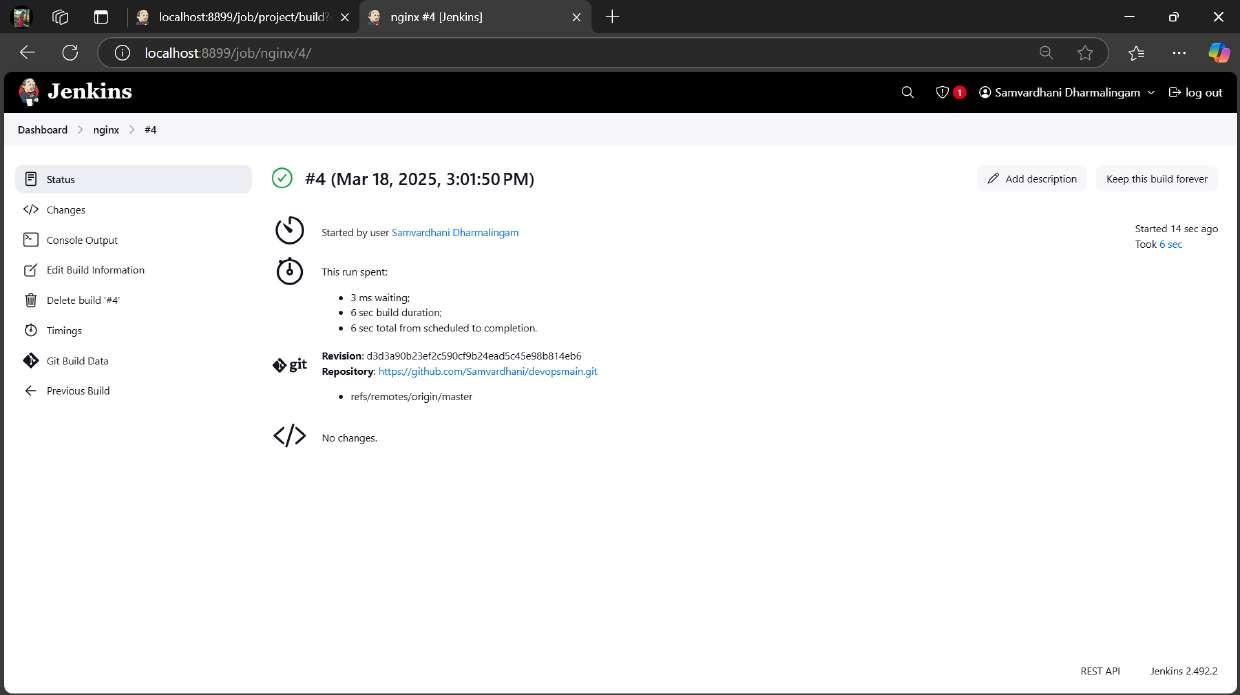 localhost:8899/job/project/build?
nginx #4 [Jenkins]
localhost:8899/job/nginx/4/
Jenkins
1
Samvardhani Dharmalingam
log out
Dashboard > nginx > #4
Status
Changes
Console Output
Edit Build Information
Delete build '#4'
Timings
Git Build Data
Previous Build
#4 (Mar 18, 2025, 3:01:50 PM)
Add description
Keep this build forever
Started by user Samvardhani Dharmalingam
Started 14 sec ago
Took 6 sec
This run spent:
• 3 ms waiting;
• 6 sec build duration;
• 6 sec total from scheduled to completion.
git
Revision: d3d3a90b23ef2c590cf9b24ead5c45e98b814eb6
Repository: https://github.com/Samvardhani/devopsmain.git
• refs/remotes/origin/master
No changes.
REST API
Jenkins 2.492.2